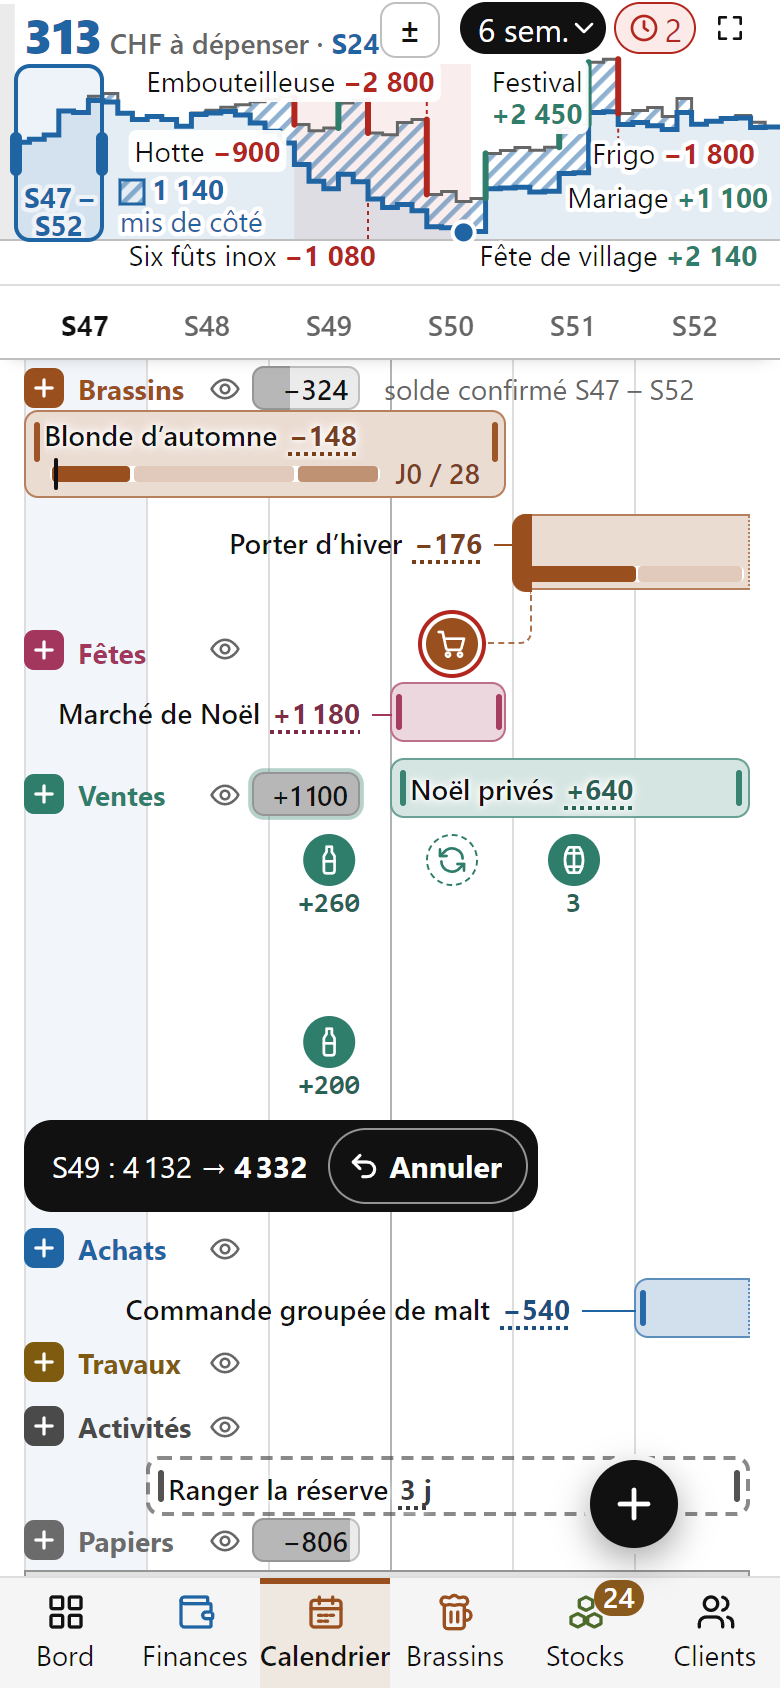 313 CHF à dépenser · S24
±
6 sem.
2
Embouteilleuse −2 800
Festival
+2 450
Hotte −900
Frigo −1 800
1 140
mis de côté
S47 –
S52
Mariage +1 100
Six fûts inox −1 080
Fête de village +2 140
S47 S48 S49 S50 S51 S52
Brassins −324 solde confirmé S47 – S52
Blonde d’automne −148
J0 / 28
Porter d’hiver −176
Fêtes
Marché de Noël +1 180
Ventes +1100 Noël privés +640
+260 3
+200
S49 : 4 132 → 4 332 Annuler
Achats
Commande groupée de malt −540
Travaux
Activités
Ranger la réserve 3 j
Papiers −806
24
Bord Finances Calendrier Brassins Stocks Clients